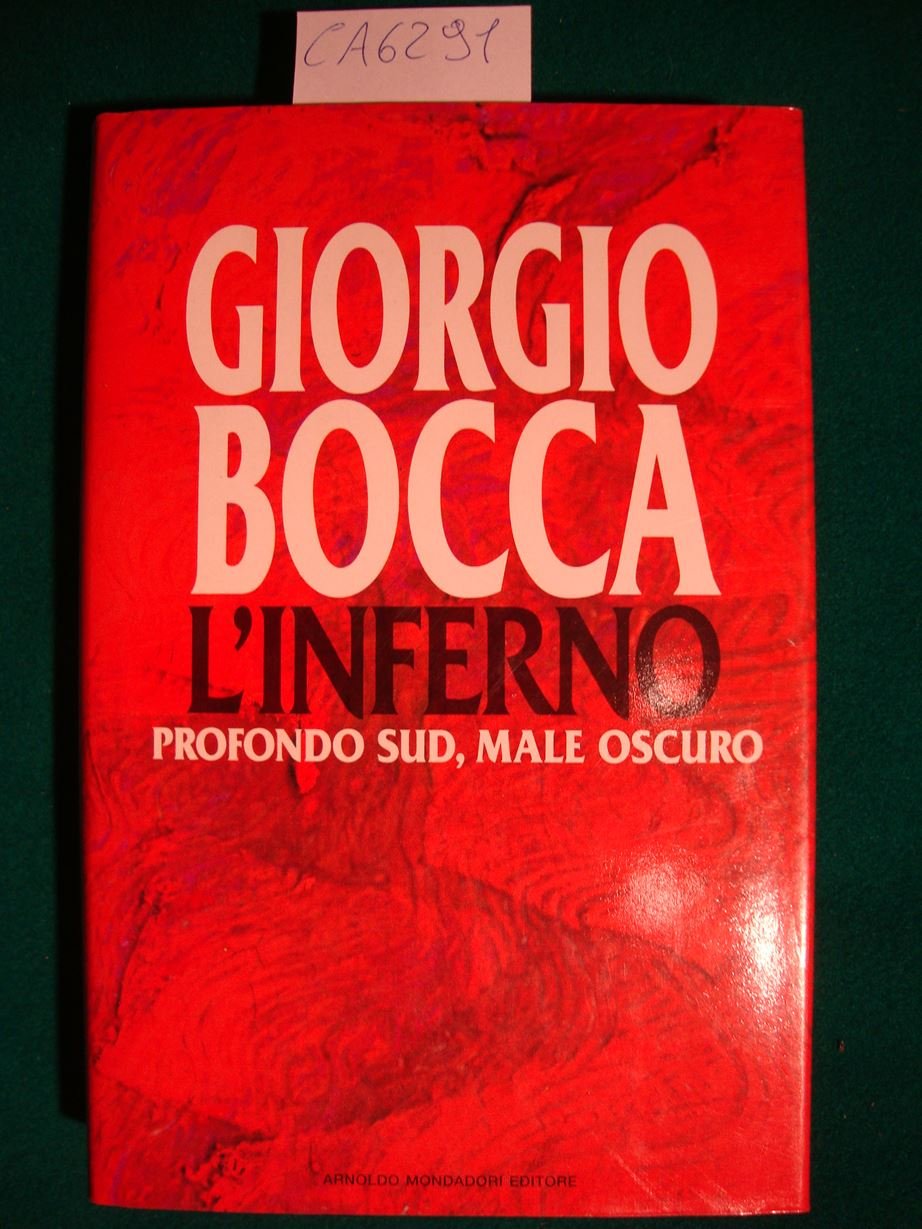 CA6291
GIORGIO
BOCCA
L'INFERNO
PROFONDO SUD, MALE OSCURO
ARNOLDO MONDADORI EDITORE